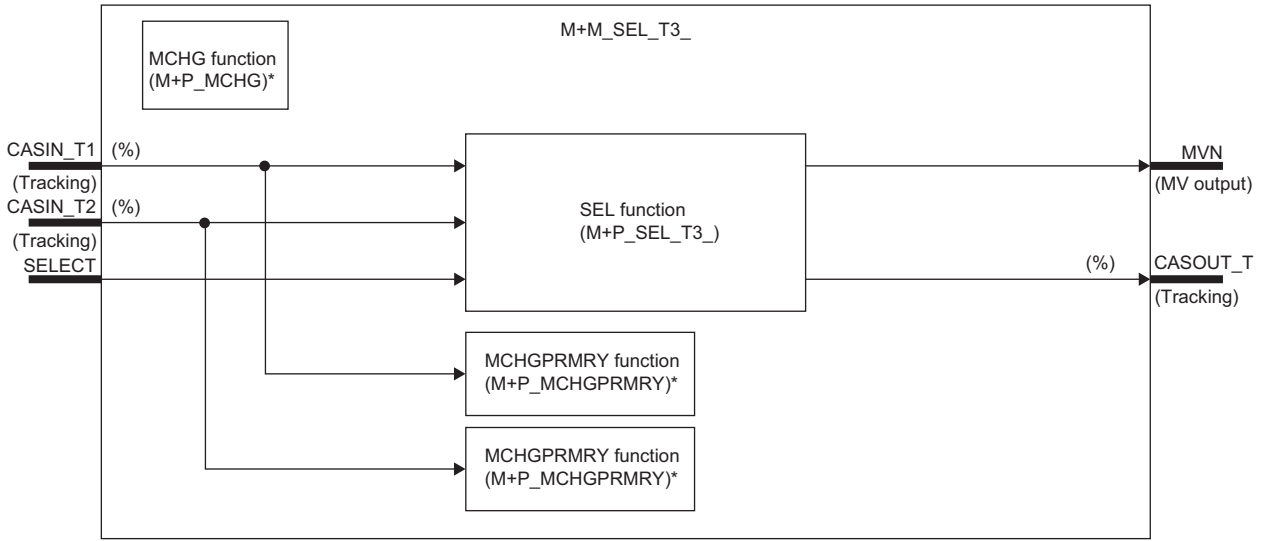 M+M_SEL_T3_
MCHG function
(M+P_MCHG)*
CASIN_T1 (%)
(Tracking)
CASIN_T2 (%)
(Tracking)
SELECT
SEL function
(M+P_SEL_T3_)
MVN
(MV output)
(%) CASOUT_T
(Tracking)
MCHGPRMRY function
(M+P_MCHGPRMRY)*
MCHGPRMRY function
(M+P_MCHGPRMRY)*